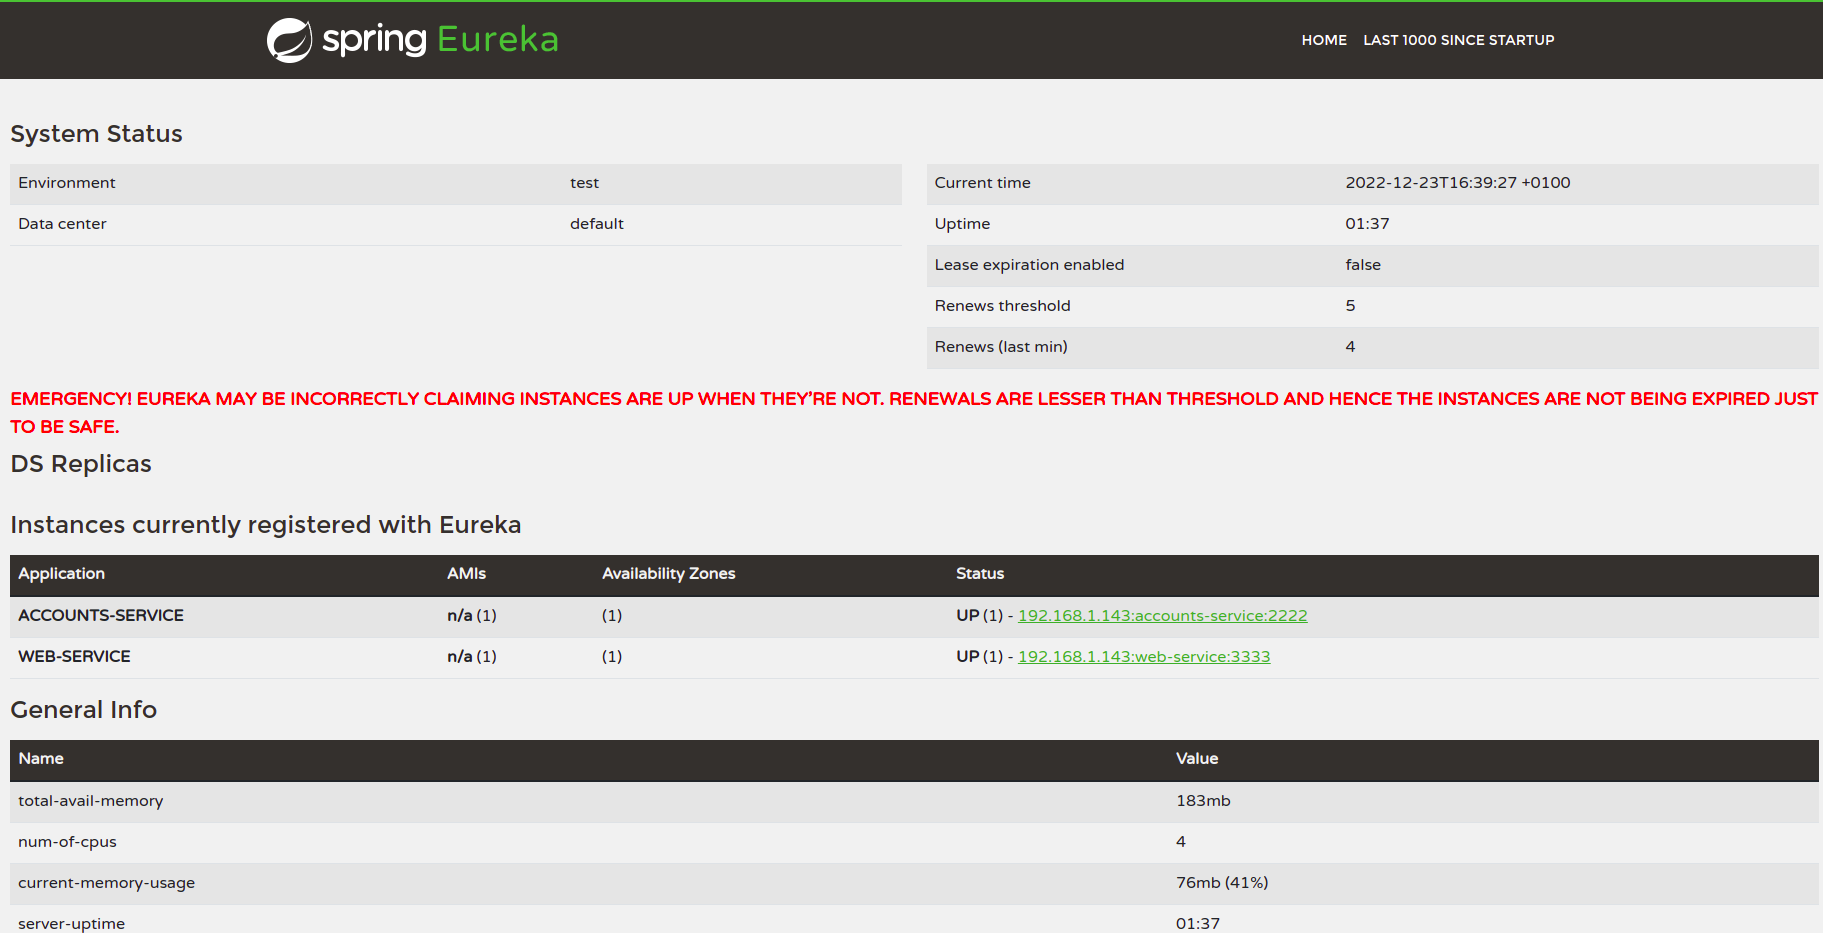 spring Eureka
HOME LAST 1000 SINCE STARTUP
System Status
Environment test
Data center default
Current time 2022-12-23T16:39:27 +0100
Uptime 01:37
Lease expiration enabled false
Renews threshold 5
Renews (last min) 4
EMERGENCY! EUREKA MAY BE INCORRECTLY CLAIMING INSTANCES ARE UP WHEN THEY'RE NOT. RENEWALS ARE LESSER THAN THRESHOLD AND HENCE THE INSTANCES ARE NOT BEING EXPIRED JUST
TO BE SAFE.
DS Replicas
Instances currently registered with Eureka
Application AMIs Availability Zones Status
ACCOUNTS-SERVICE n/a (1) (1) UP (1) - 192.168.1.143:accounts-service:2222
WEB-SERVICE n/a (1) (1) UP (1) - 192.168.1.143:web-service:3333
General Info
Name Value
total-avail-memory 183mb
num-of-cpus 4
current-memory-usage 76mb (41%)
server-uptime 01:37